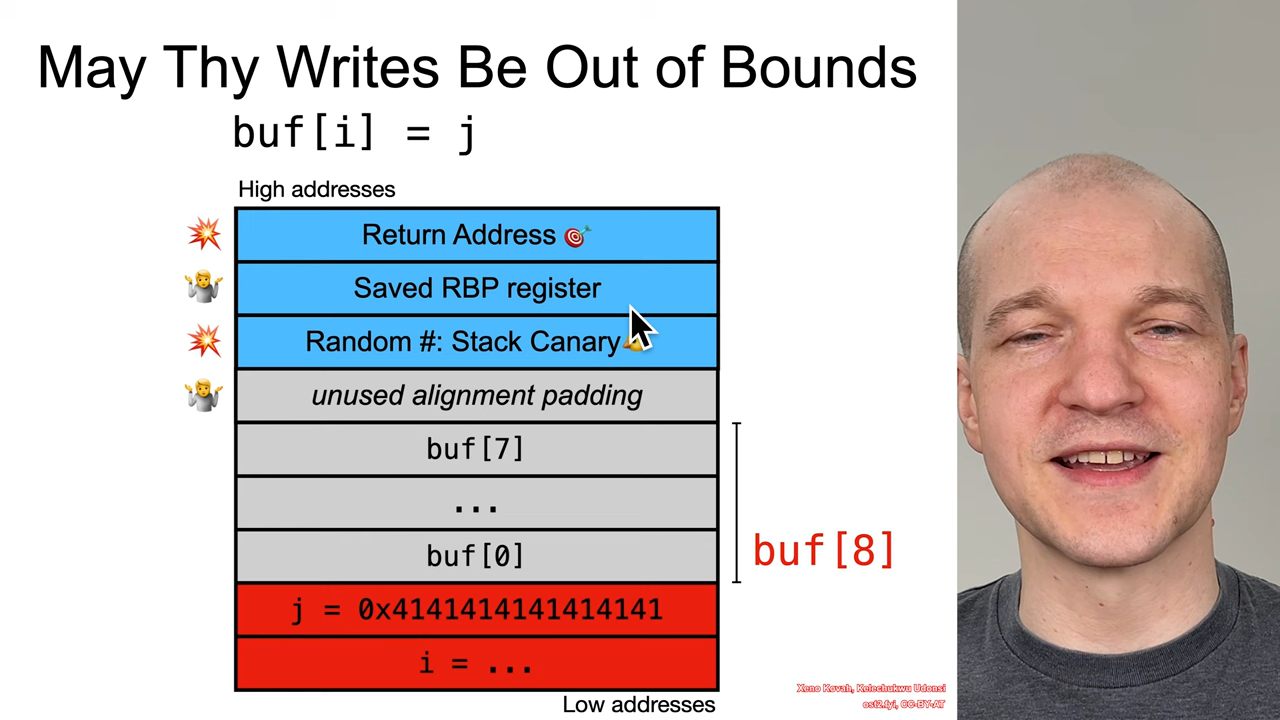 May Thy Writes Be Out of Bounds
buf[i] = j
High addresses
Return Address
Saved RBP register
Random #: Stack Canary
unused alignment padding
buf[7]
...
buf[0]
buf[8]
j = 0x4141414141414141
i = ...
Low addresses
Xeno Kovah, Kelechukwu Udonsi
ost2.fyi, CC-BY-AT